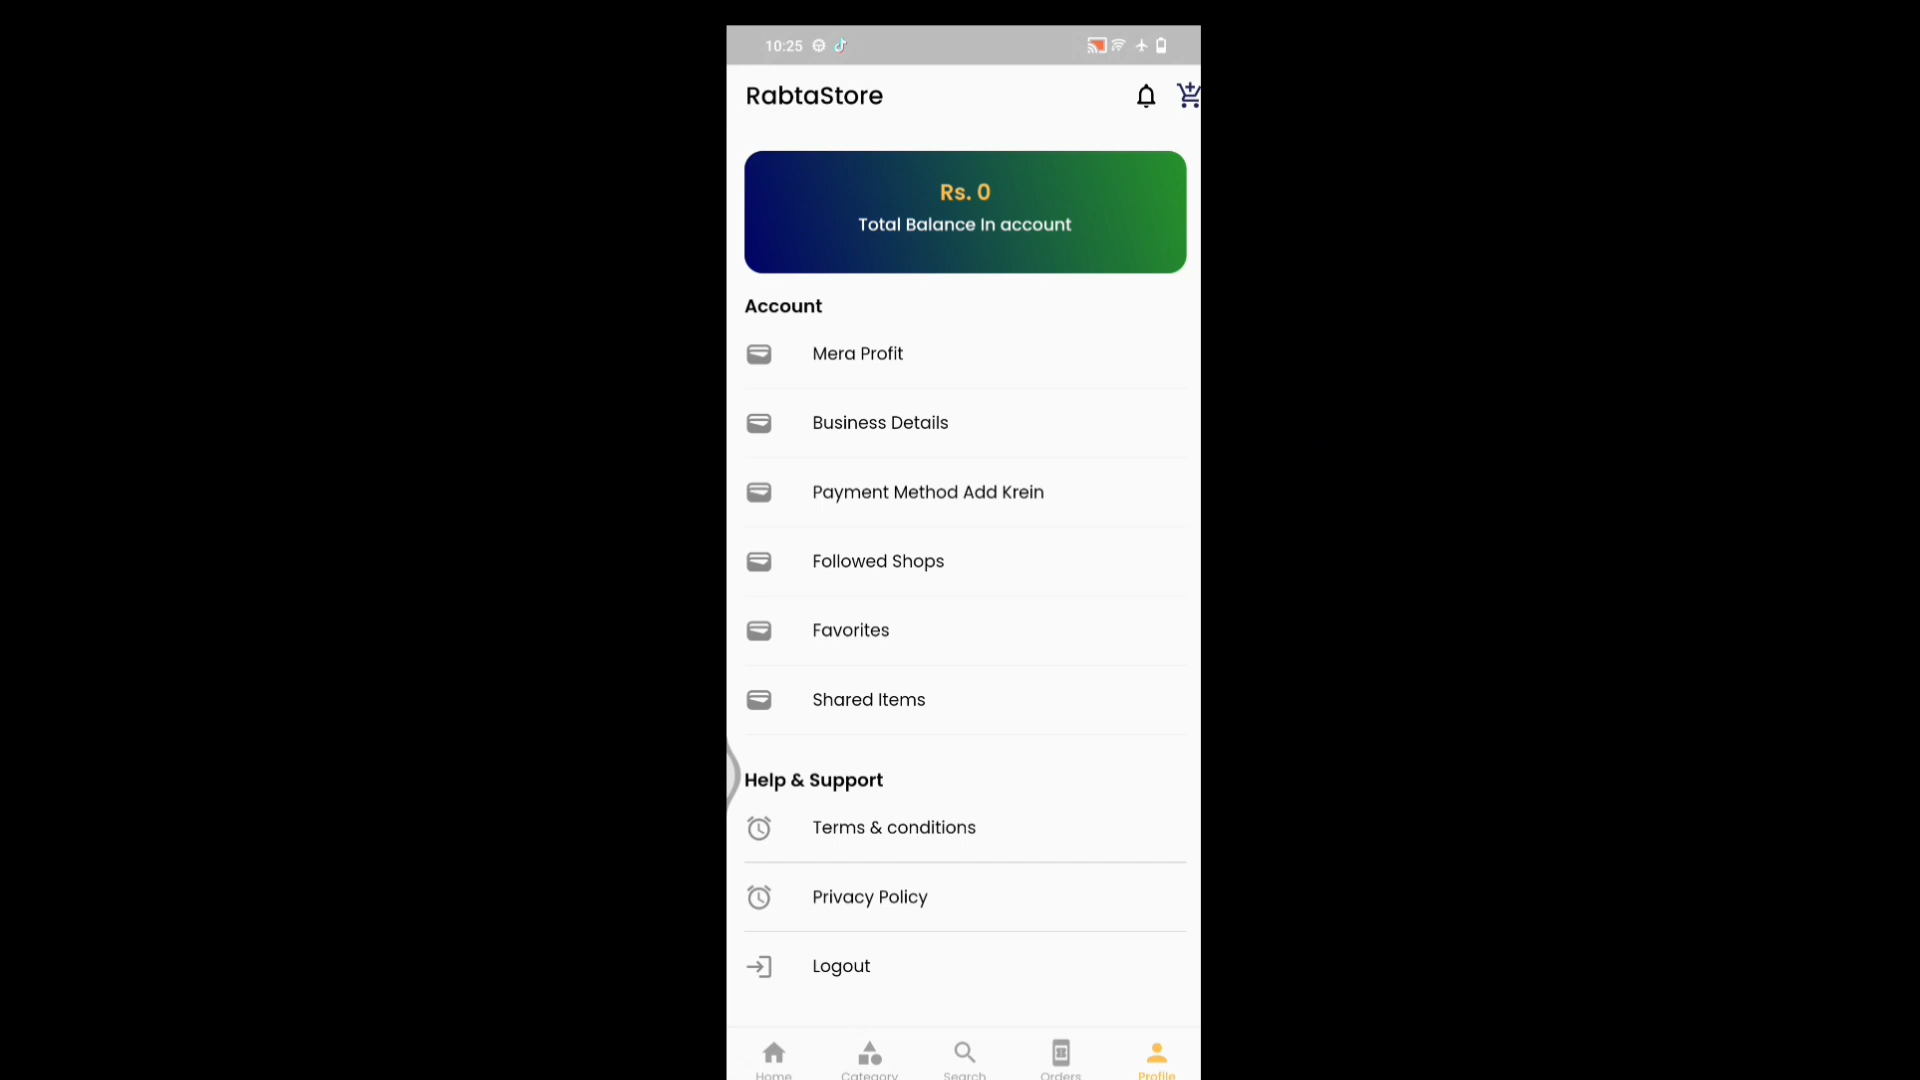 10:25
RabtaStore
Rs. 0
Total Balance In account
Account
Mera Profit
Business Details
Payment Method Add Krein
Followed Shops
Favorites
Shared Items
Help & Support
Terms & conditions
Privacy Policy
Logout
Home Category Search Orders Profile